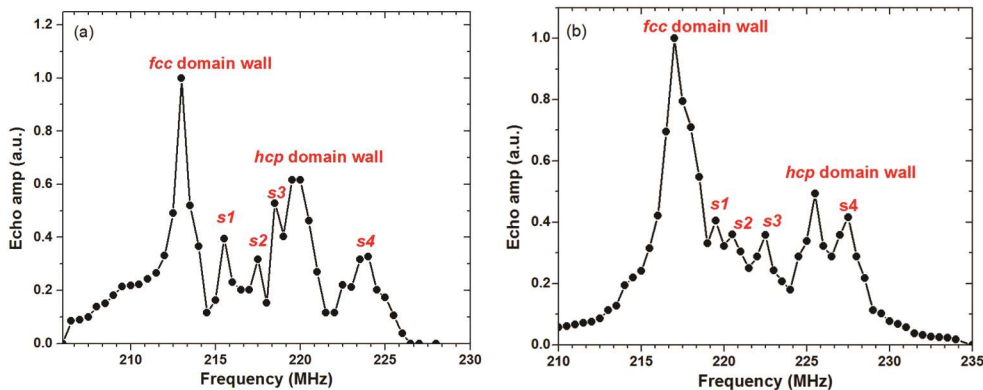 (a)
fcc domain wall
hcp domain wall
s1
s2
s3
s4
1.2
1.0
0.8
0.6
0.4
0.2
0.0
Echo amp (a.u.)
210
215
220
225
230
Frequency (MHz)
(b)
fcc domain wall
hcp domain wall
s1
s2
s3
s4
1.0
0.8
0.6
0.4
0.2
0.0
Echo amp (a.u.)
210
215
220
225
230
235
Frequency (MHz)